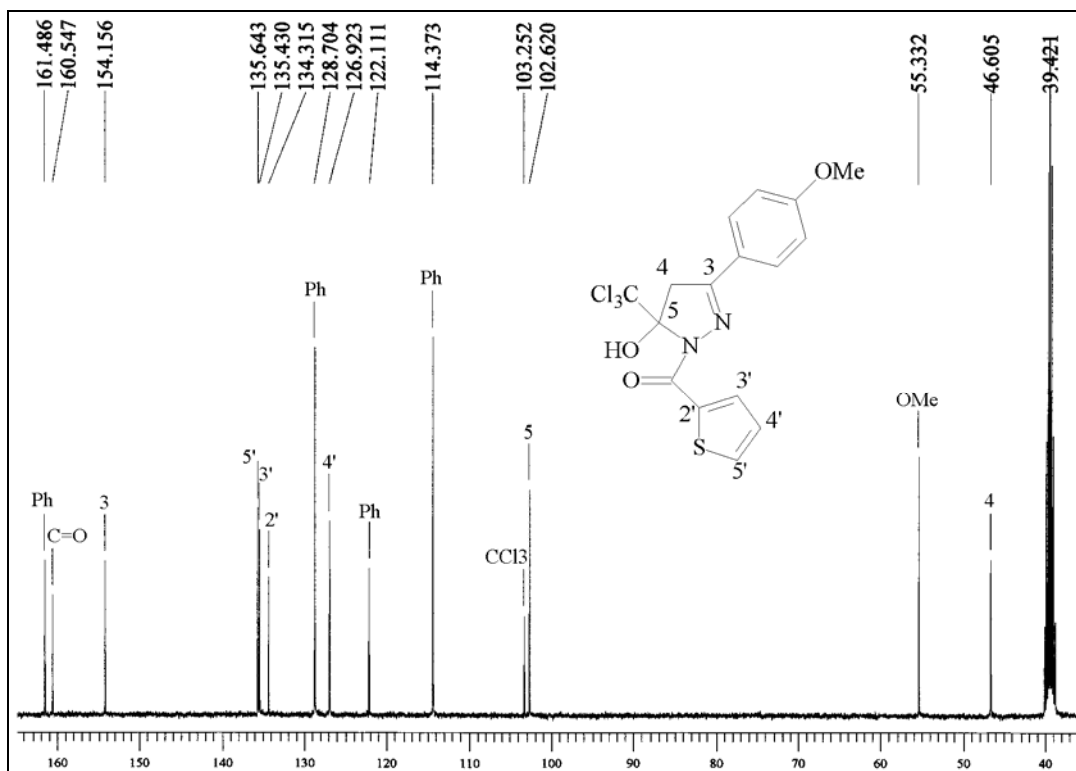 161.486
160.547
154.156
135.643
135.430
134.315
128.704
126.923
122.111
114.373
103.252
102.620
55.332
46.605
39.421
OMe
4
3
Cl3C
5
N
HO
N
O
3'
2'
4'
S
5'
Ph
C=O
3
5'
3'
2'
Ph
4'
Ph
Ph
CCl3
5
OMe
4
160 150 140 130 120 110 100 90 80 70 60 50 40